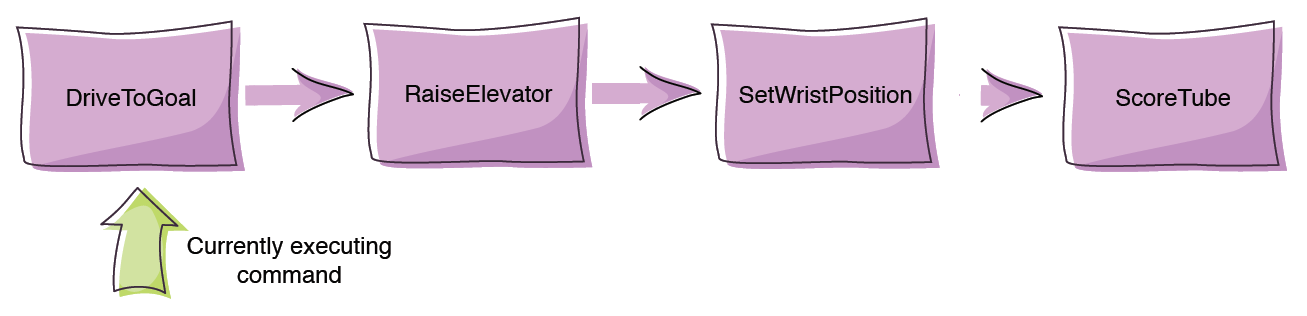 DriveToGoal
RaiseElevator
SetWristPosition
ScoreTube
Currently executing
command